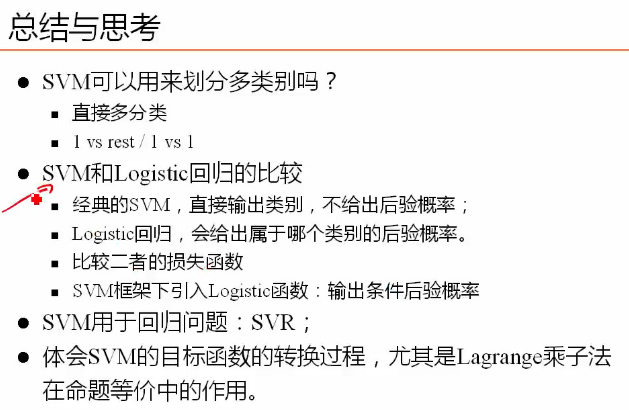 总结与思考
● SVM可以用来划分多类别吗？
■ 直接多分类
■ 1 vs rest / 1 vs 1
● SVM和Logistic回归的比较
■ 经典的SVM，直接输出类别，不给出后验概率；
■ Logistic回归，会给出属于哪个类别的后验概率。
■ 比较二者的损失函数
■ SVM框架下引入Logistic函数：输出条件后验概率
● SVM用于回归问题：SVR；
● 体会SVM的目标函数的转换过程，尤其是Lagrange乘子法
在命题等价中的作用。